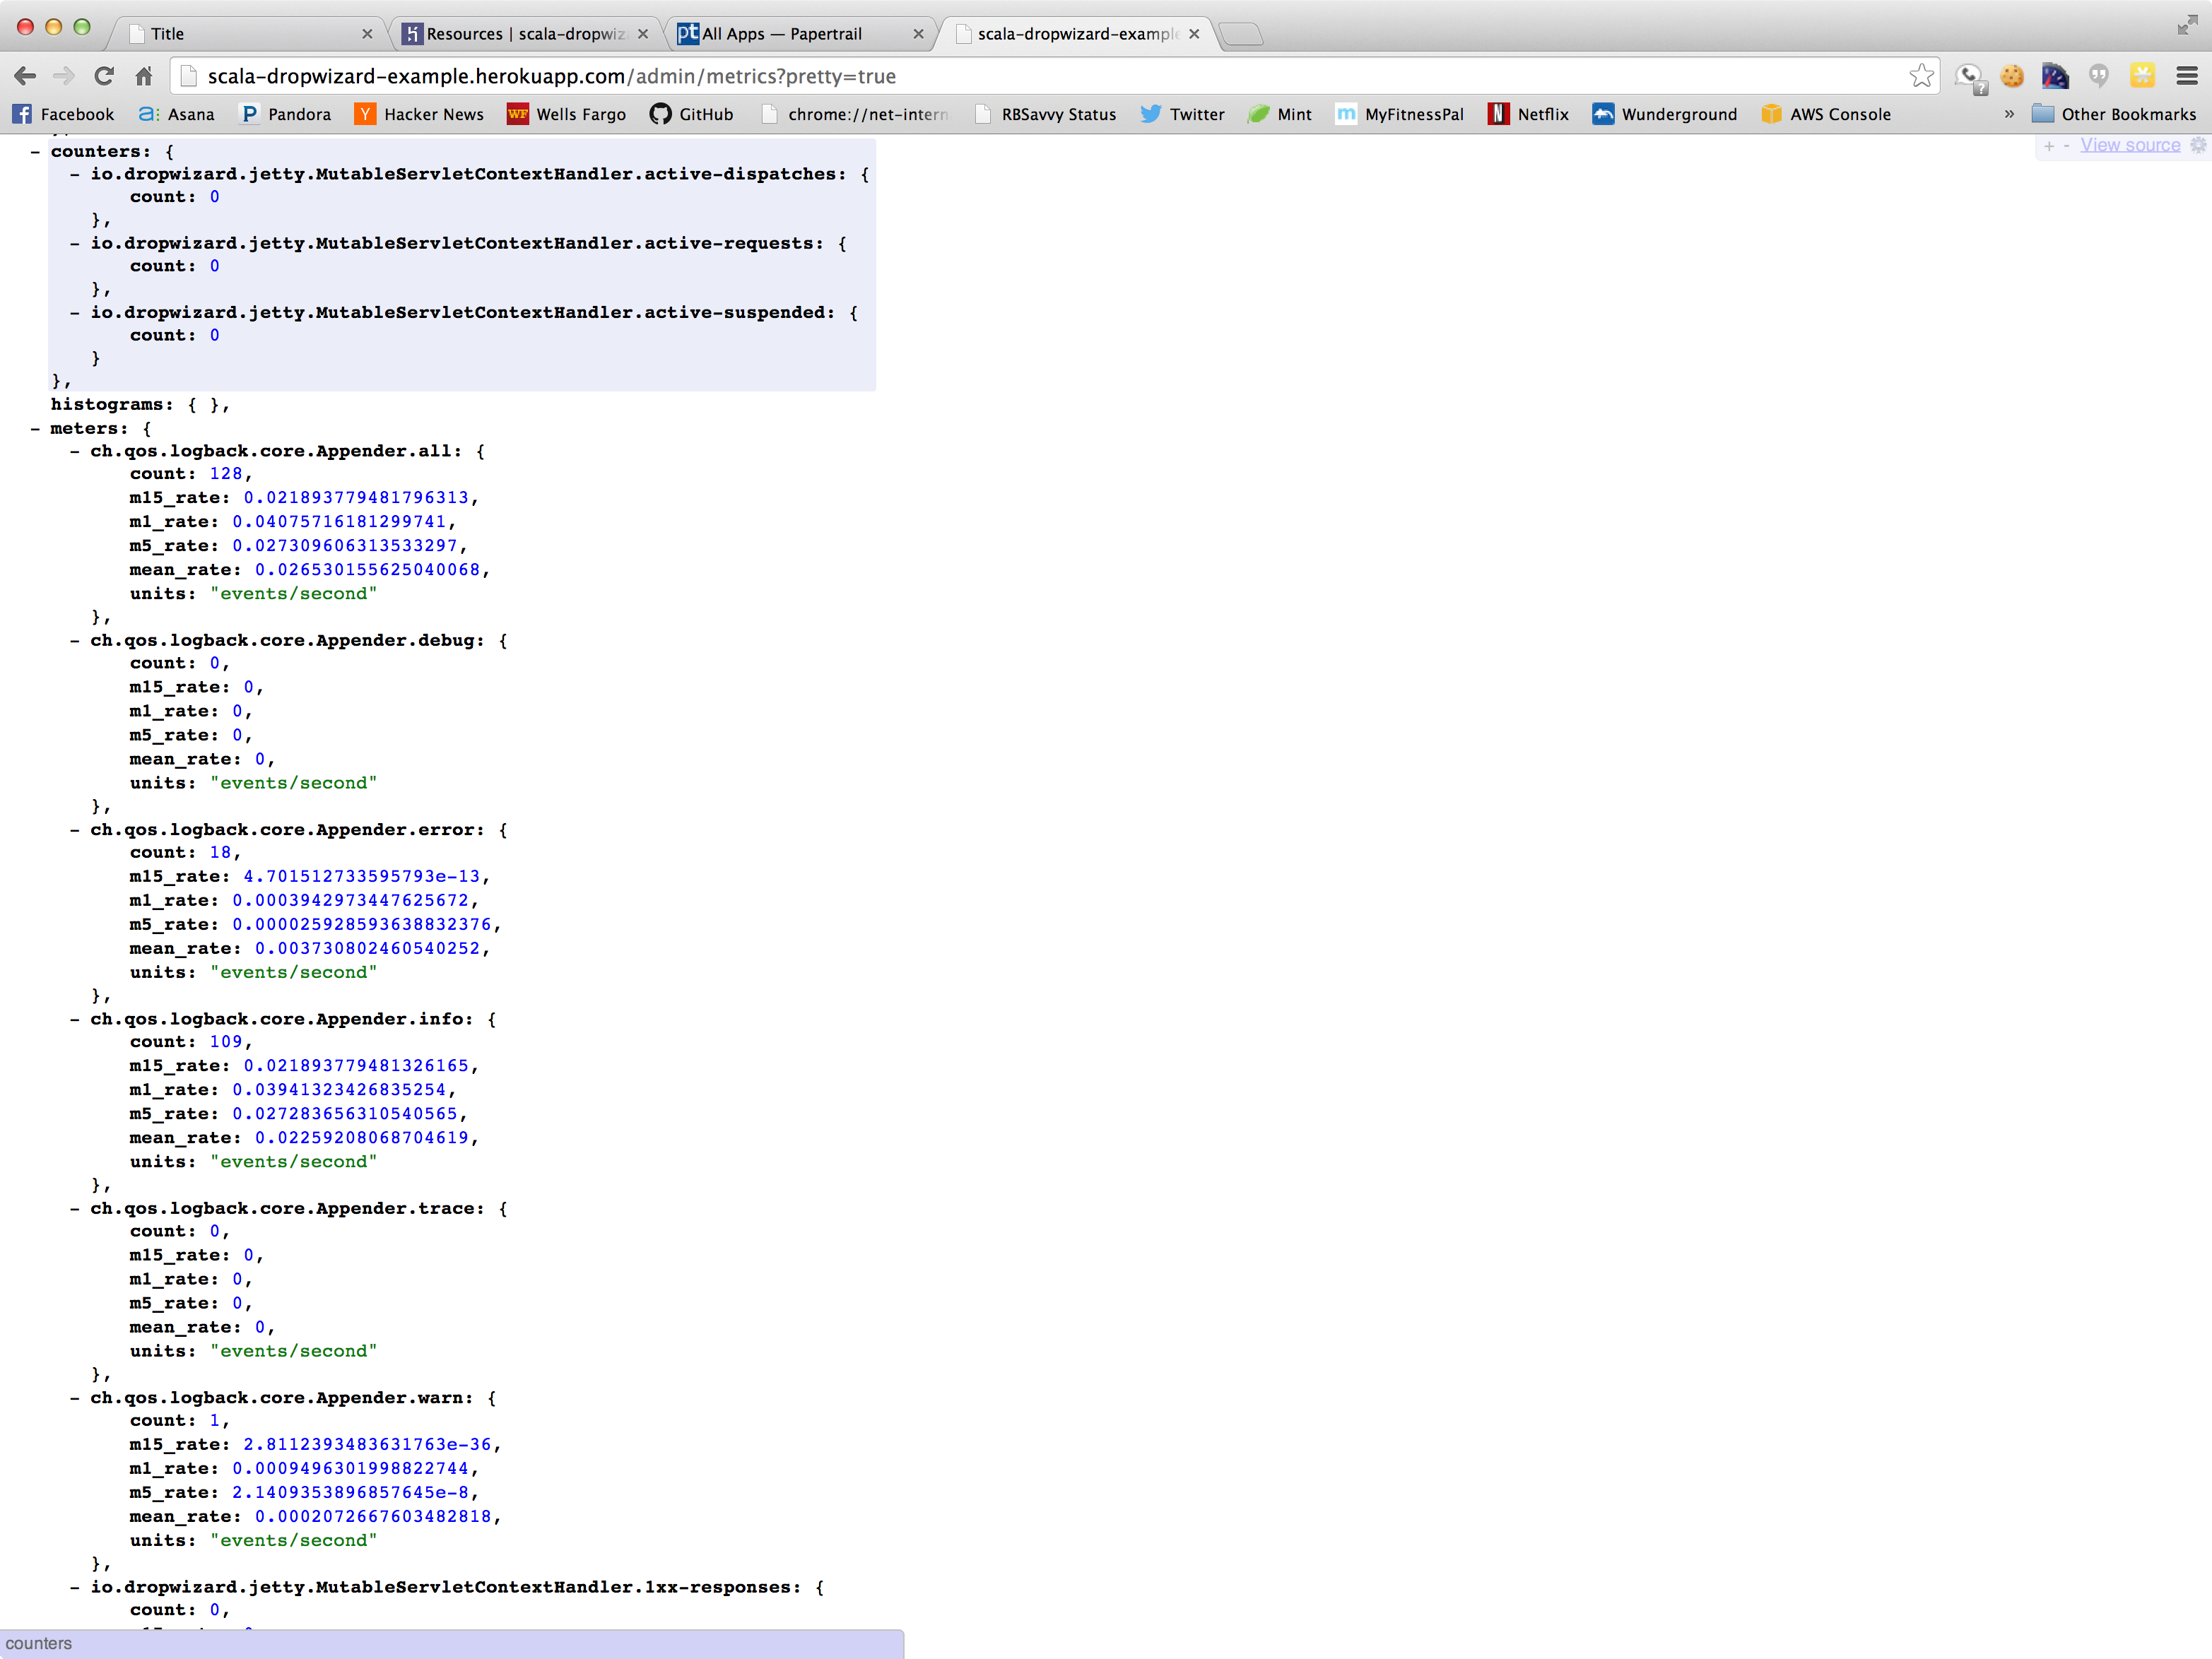 Title
Resources | scala-dropwiz
All Apps — Papertrail
scala-dropwizard-example
scala-dropwizard-example.herokuapp.com/admin/metrics?pretty=true
Facebook
Asana
Pandora
Hacker News
Wells Fargo
GitHub
chrome://net-intern
RBSavvy Status
Twitter
Mint
MyFitnessPal
Netflix
Wunderground
AWS Console
»
Other Bookmarks
+ - View source
- counters: {
- io.dropwizard.jetty.MutableServletContextHandler.active-dispatches: {
count: 0
},
- io.dropwizard.jetty.MutableServletContextHandler.active-requests: {
count: 0
},
- io.dropwizard.jetty.MutableServletContextHandler.active-suspended: {
count: 0
}
},
histograms: { },
- meters: {
- ch.qos.logback.core.Appender.all: {
count: 128,
m15_rate: 0.021893779481796313,
m1_rate: 0.04075716181299741,
m5_rate: 0.027309606313533297,
mean_rate: 0.026530155625040068,
units: "events/second"
},
- ch.qos.logback.core.Appender.debug: {
count: 0,
m15_rate: 0,
m1_rate: 0,
m5_rate: 0,
mean_rate: 0,
units: "events/second"
},
- ch.qos.logback.core.Appender.error: {
count: 18,
m15_rate: 4.701512733595793e-13,
m1_rate: 0.0003942973447625672,
m5_rate: 0.000025928593638832376,
mean_rate: 0.003730802460540252,
units: "events/second"
},
- ch.qos.logback.core.Appender.info: {
count: 109,
m15_rate: 0.021893779481326165,
m1_rate: 0.03941323426835254,
m5_rate: 0.027283656310540565,
mean_rate: 0.02259208068704619,
units: "events/second"
},
- ch.qos.logback.core.Appender.trace: {
count: 0,
m15_rate: 0,
m1_rate: 0,
m5_rate: 0,
mean_rate: 0,
units: "events/second"
},
- ch.qos.logback.core.Appender.warn: {
count: 1,
m15_rate: 2.8112393483631763e-36,
m1_rate: 0.0009496301998822744,
m5_rate: 2.1409353896857645e-8,
mean_rate: 0.0002072667603482818,
units: "events/second"
},
- io.dropwizard.jetty.MutableServletContextHandler.1xx-responses: {
count: 0,
counters